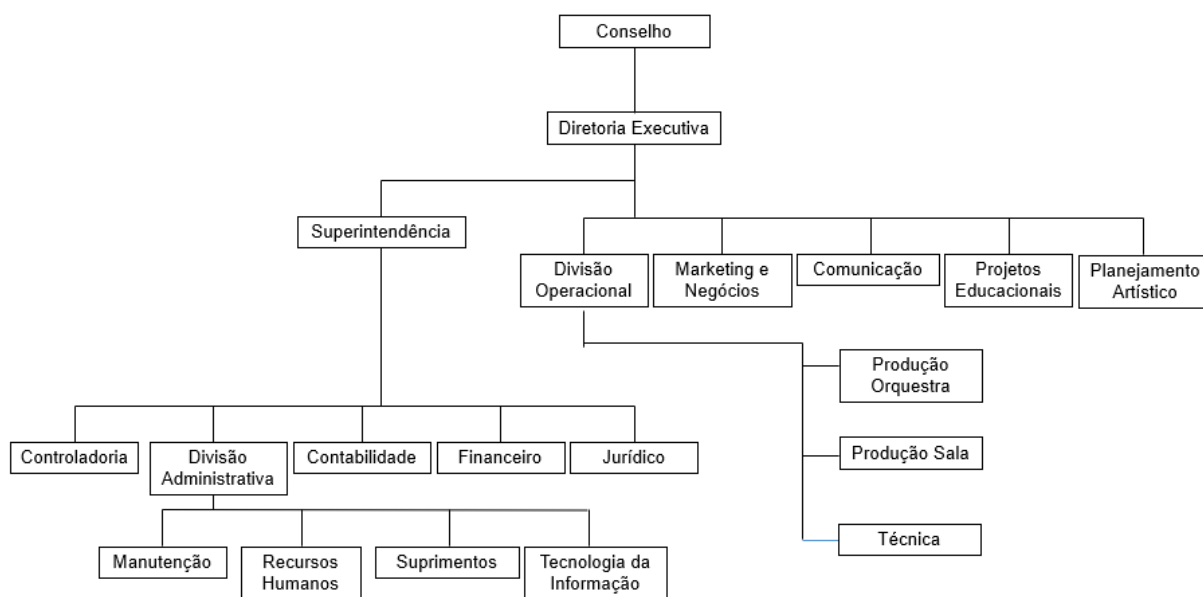 Conselho
Diretoria Executiva
Superintendência
Divisão
Operacional
Marketing e
Negócios
Comunicação
Projetos
Educacionais
Planejamento
Artístico
Produção
Orquestra
Controladoria
Divisão
Administrativa
Contabilidade
Financeiro
Jurídico
Produção Sala
Técnica
Manutenção
Recursos
Humanos
Suprimentos
Tecnologia da
Informação